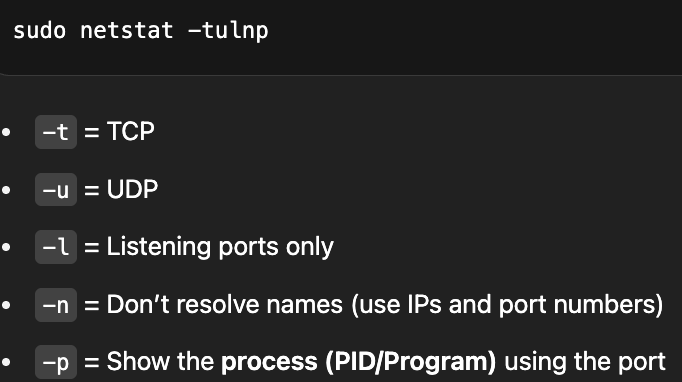 sudo netstat -tulnp
• -t = TCP
• -u = UDP
• -l = Listening ports only
• -n = Don’t resolve names (use IPs and port numbers)
• -p = Show the process (PID/Program) using the port